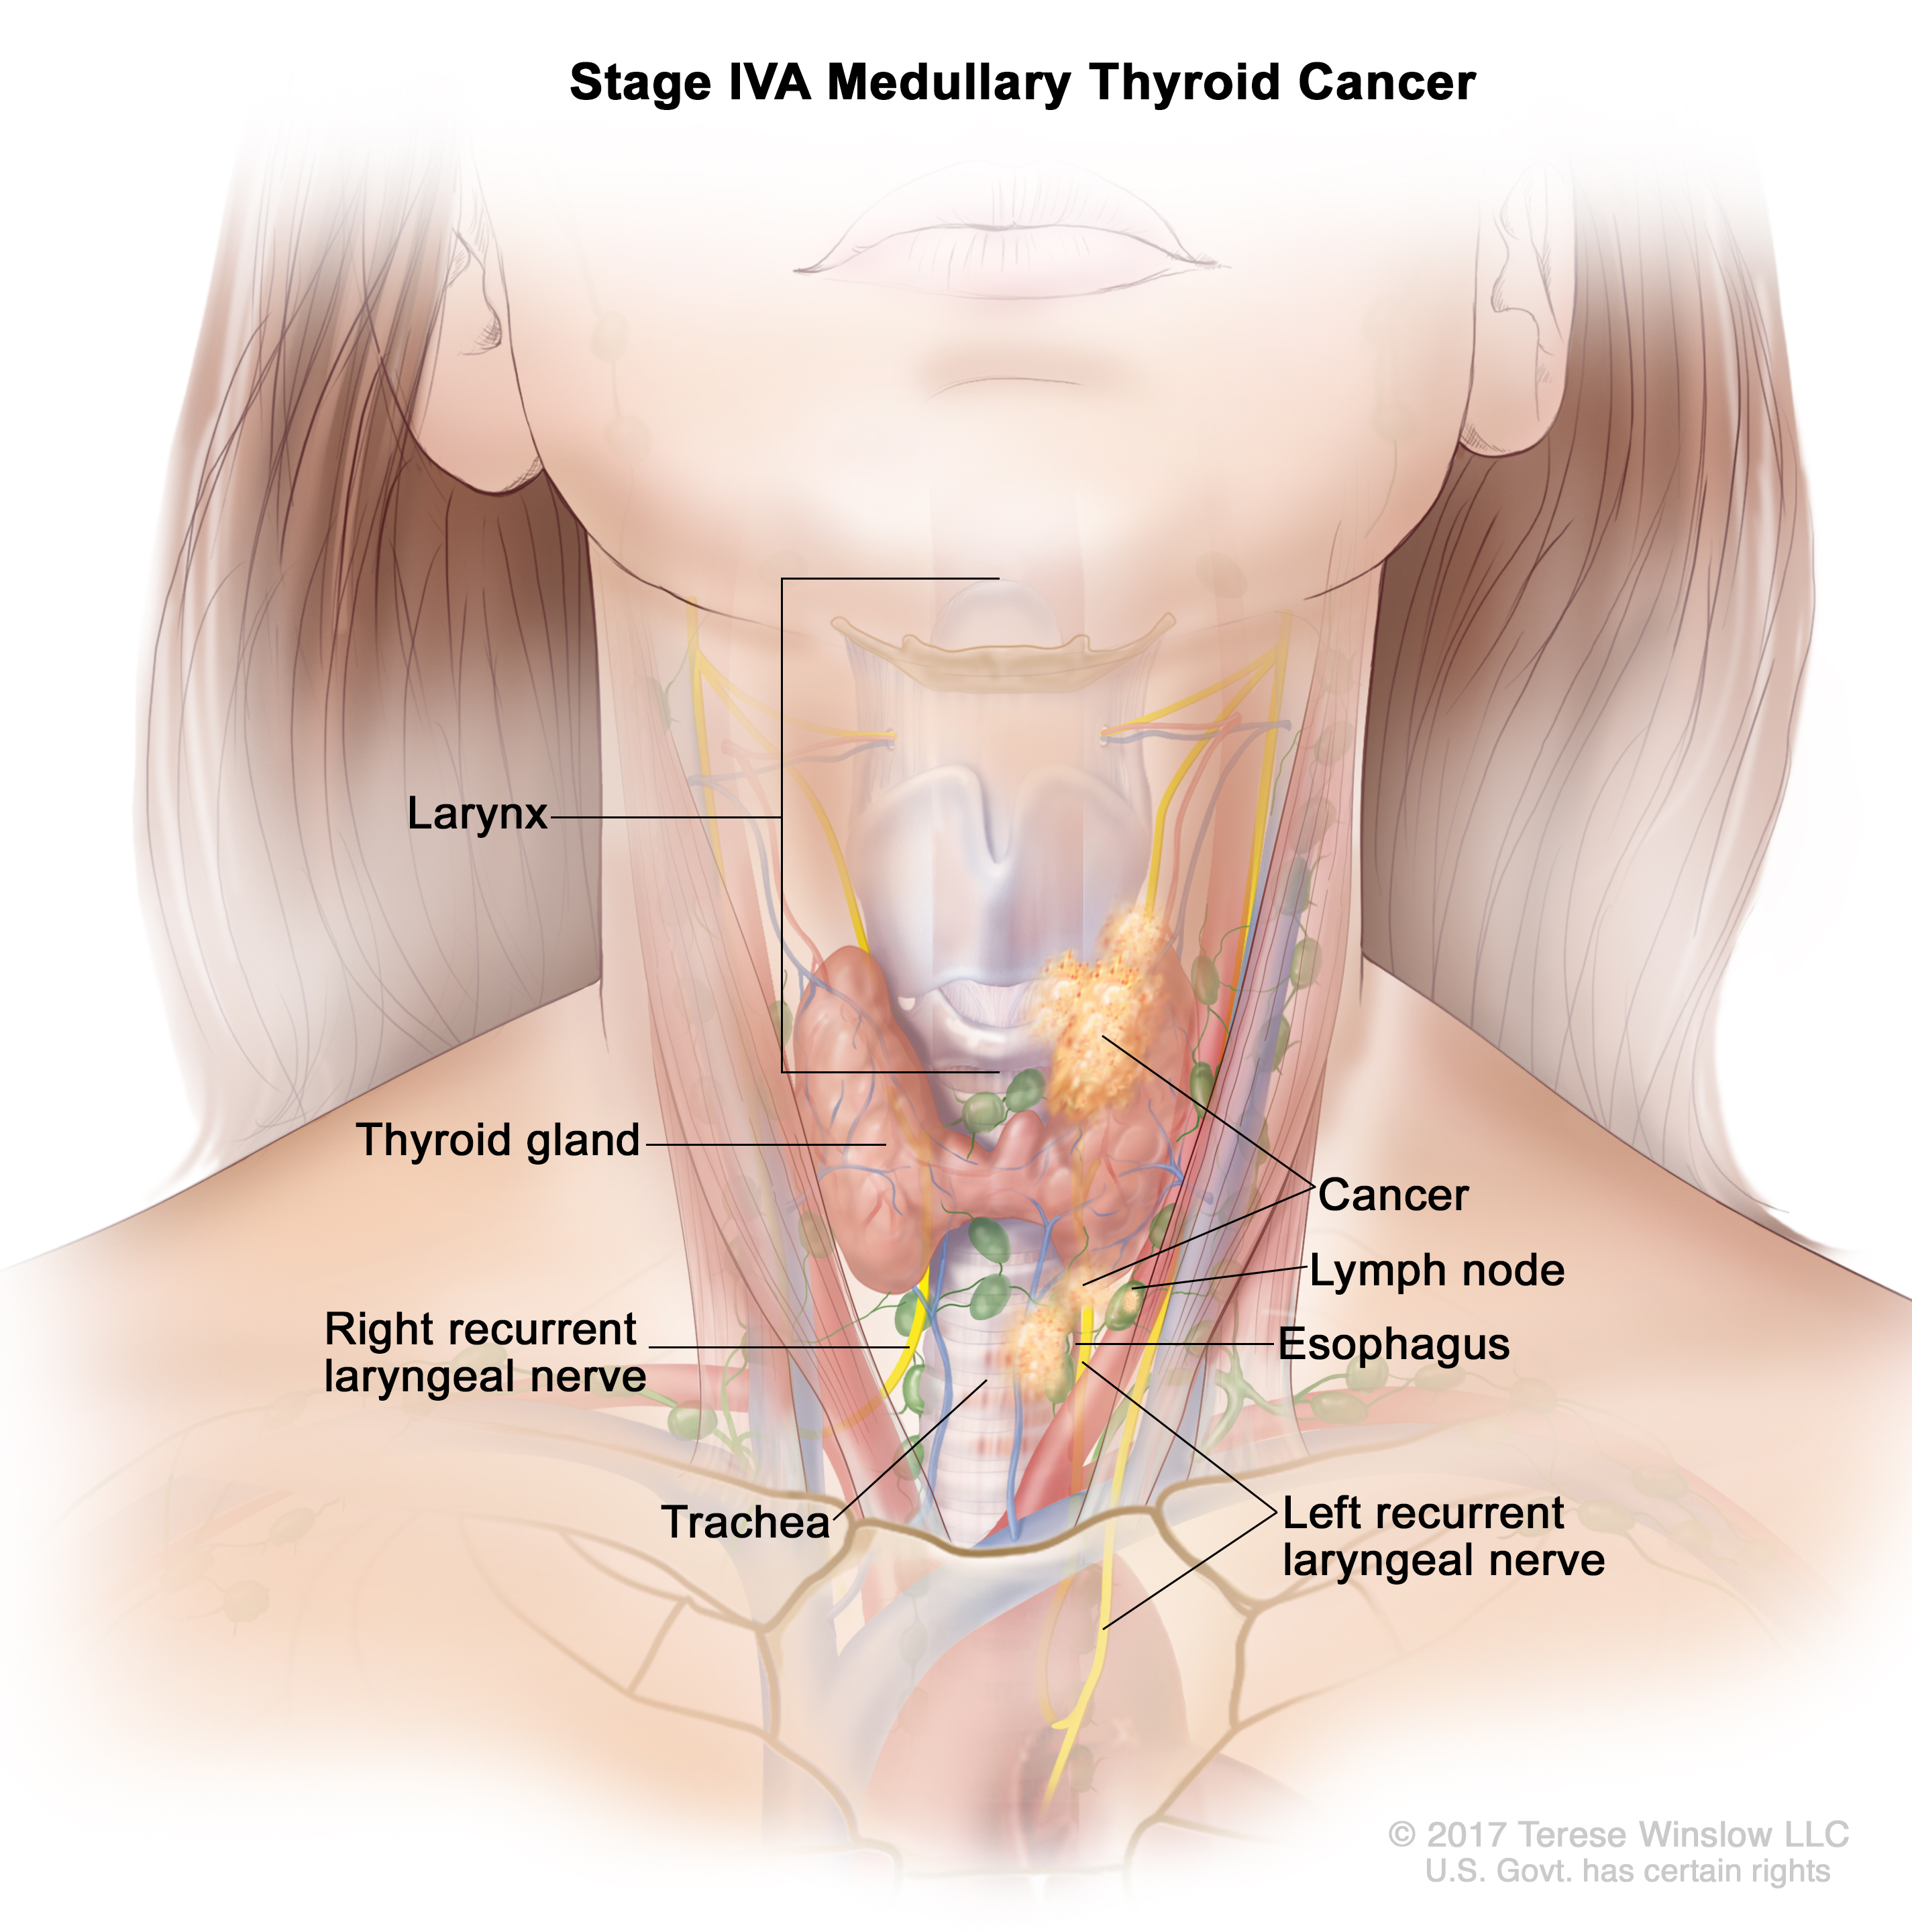 Stage IVA Medullary Thyroid Cancer
Larynx
Thyroid gland
Cancer
Lymph node
Right recurrent
laryngeal nerve
Esophagus
Trachea
Left recurrent
laryngeal nerve
© 2017 Terese Winslow LLC
U.S. Govt. has certain rights